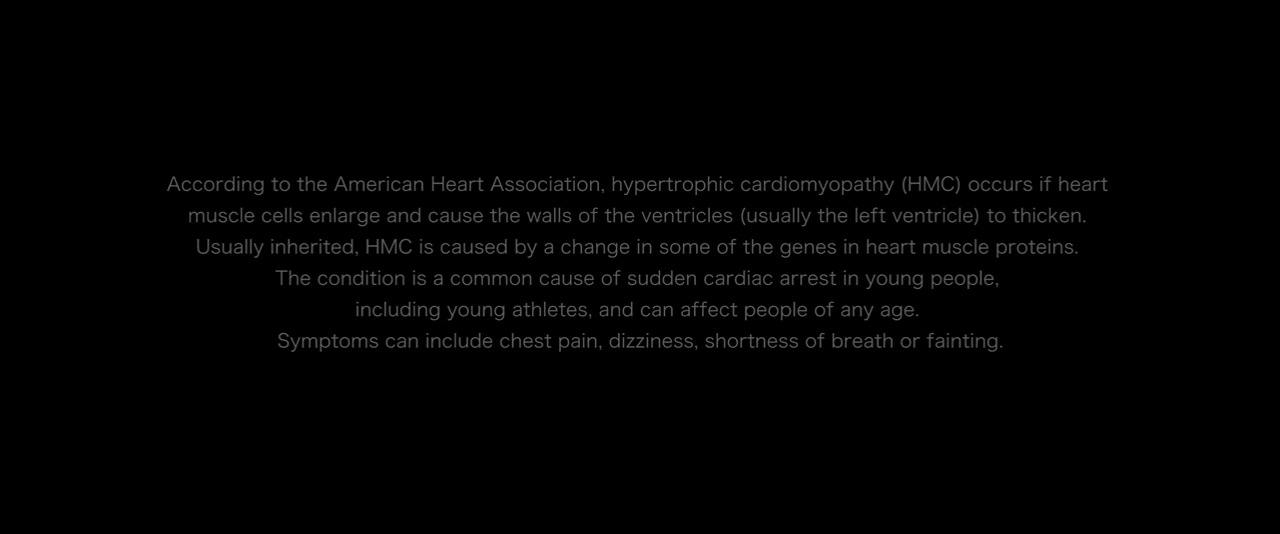 According to the American Heart Association, hypertrophic cardiomyopathy (HMC) occurs if heart
muscle cells enlarge and cause the walls of the ventricles (usually the left ventricle) to thicken.
Usually inherited, HMC is caused by a change in some of the genes in heart muscle proteins.
The condition is a common cause of sudden cardiac arrest in young people,
including young athletes, and can affect people of any age.
Symptoms can include chest pain, dizziness, shortness of breath or fainting.